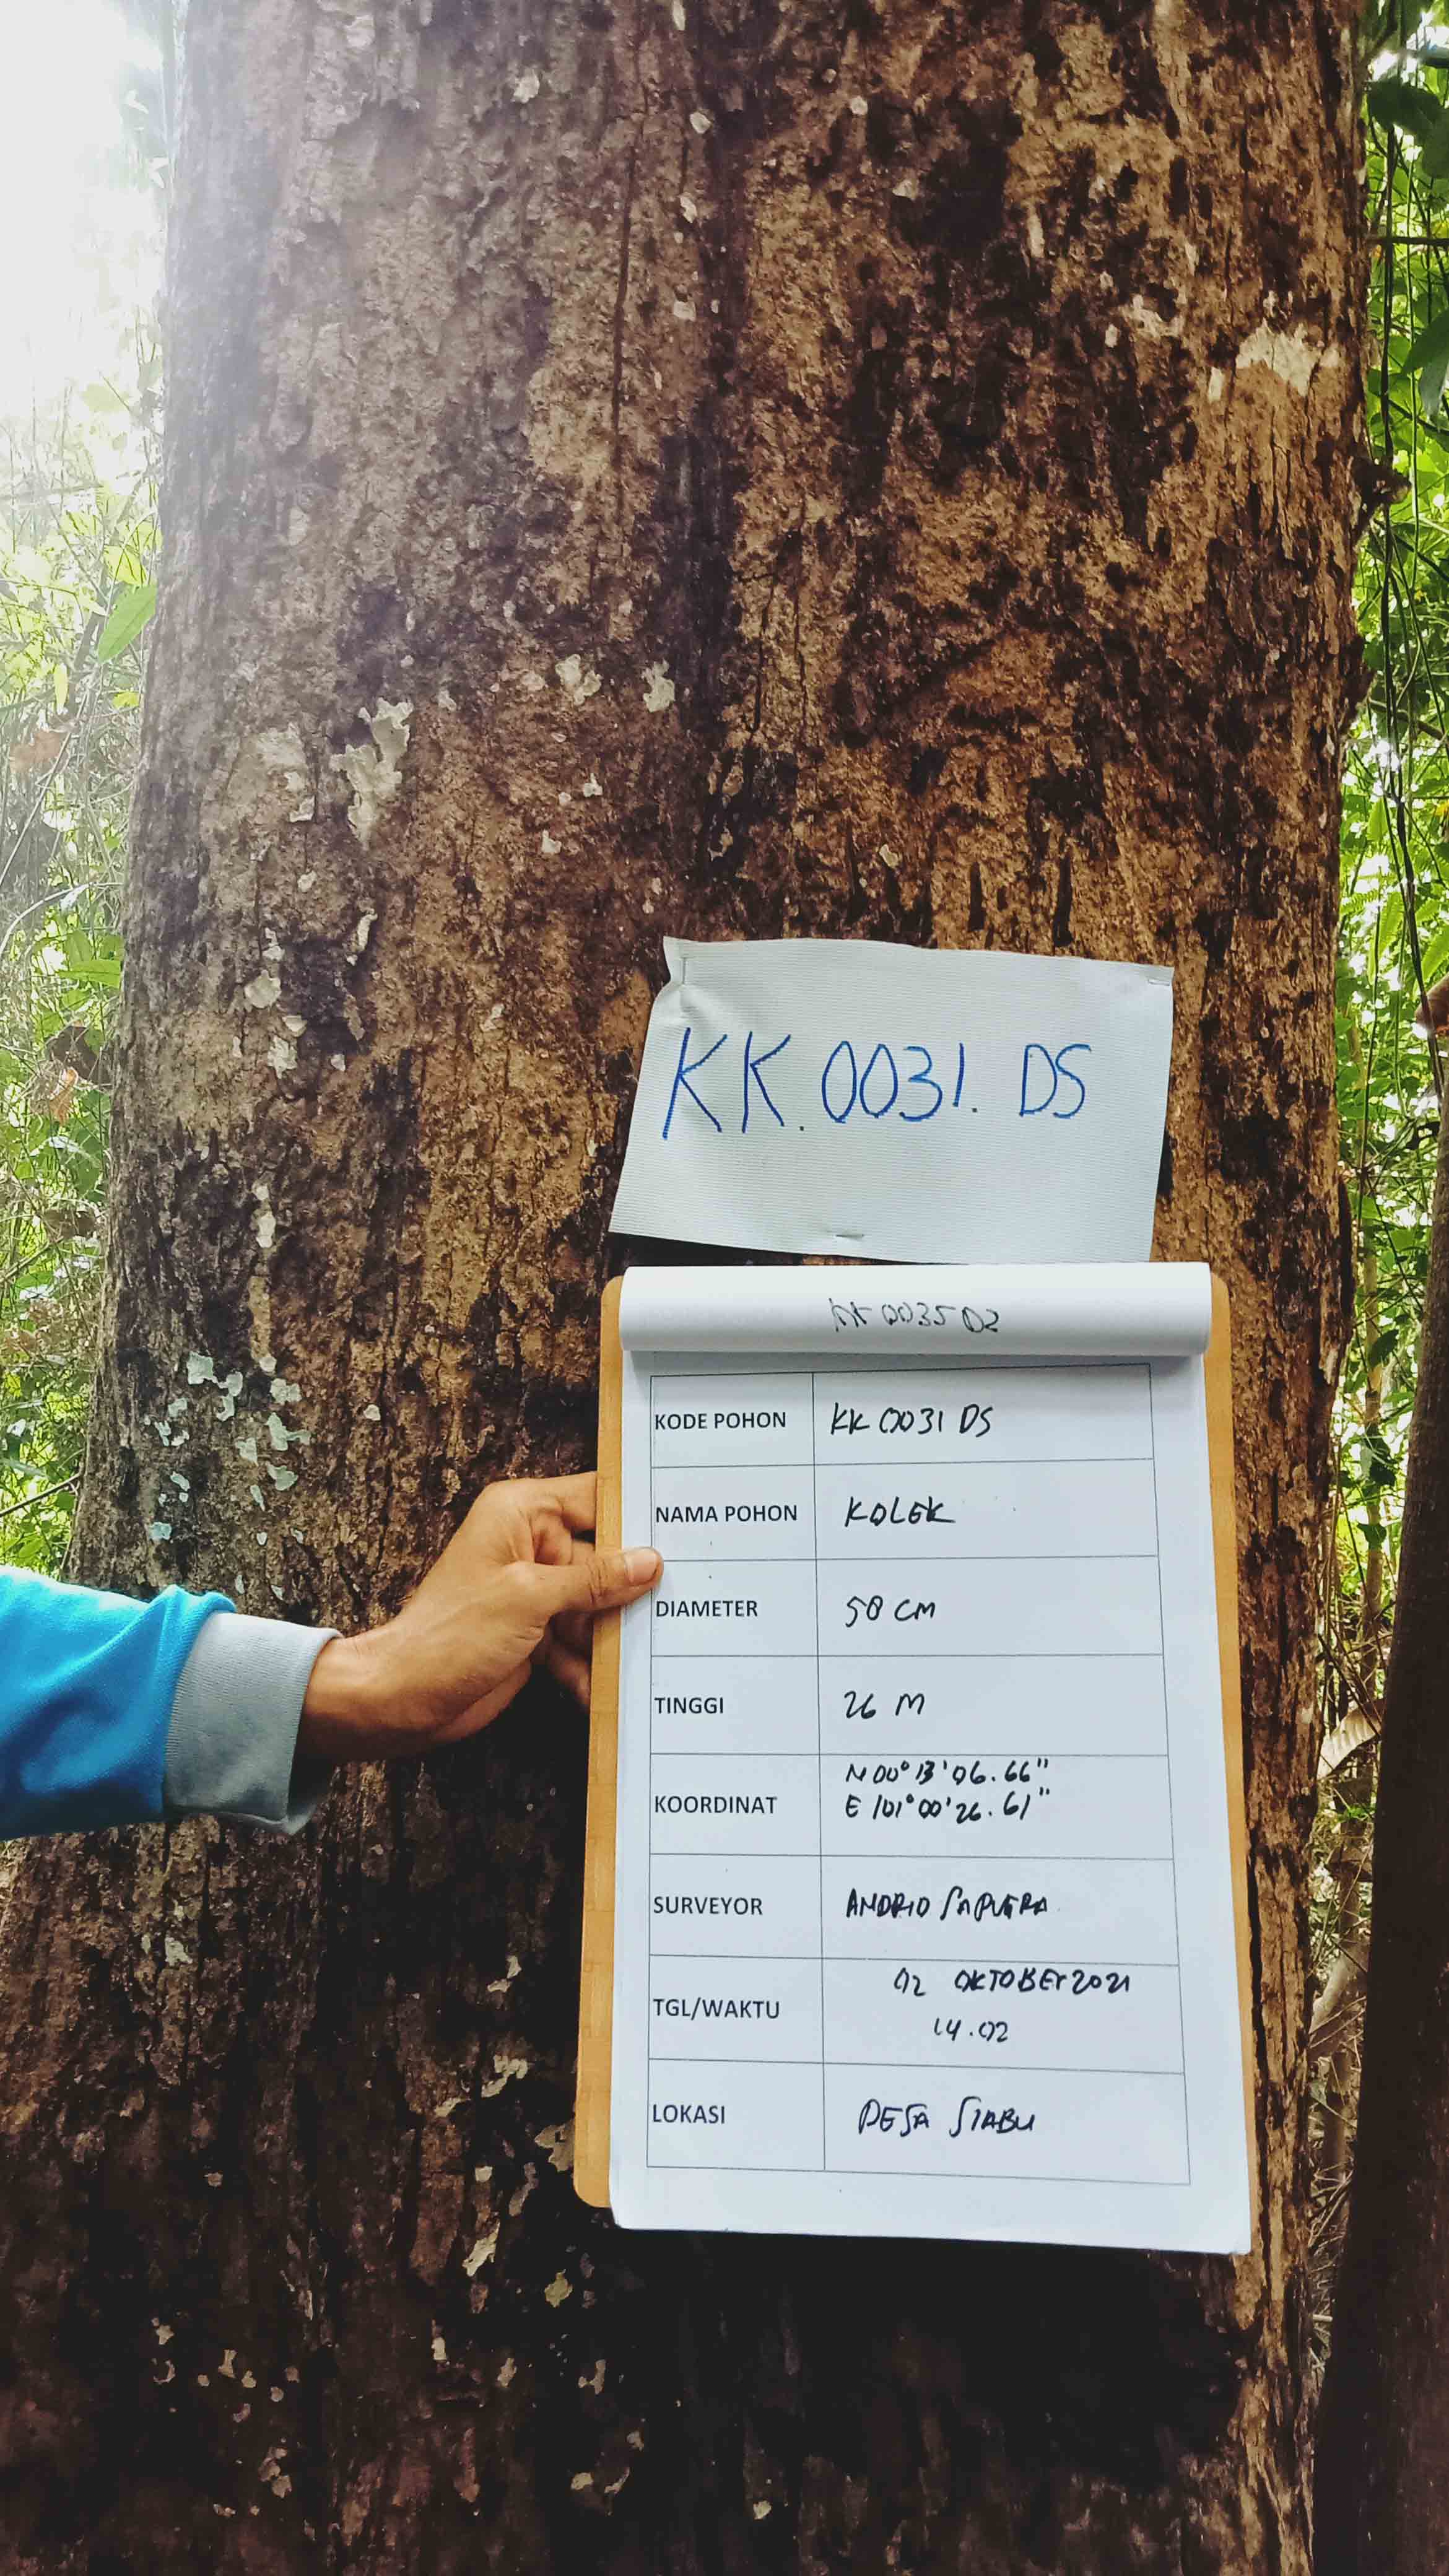 KK.0031.DS
KK 0035 DS
KODE POHON KK 0031 DS
NAMA POHON KOLEK
DIAMETER 58 CM
TINGGI 26 M
KOORDINAT N 00° 13' 06.66"
E 101° 00' 26.61"
SURVEYOR ANDRIO SAPUTRA
TGL/WAKTU 02 OKTOBER 2021
14.02
LOKASI DESA SIABU